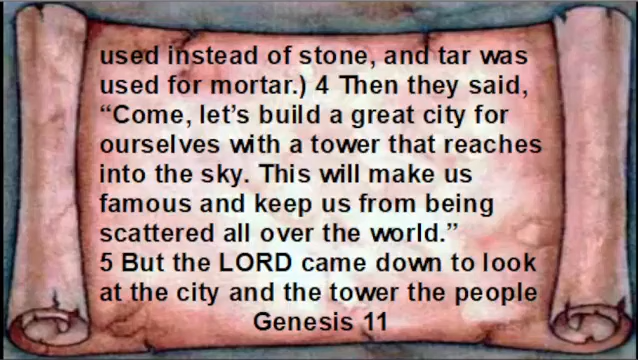 used instead of stone, and tar was
used for mortar.) 4 Then they said,
“Come, let’s build a great city for
ourselves with a tower that reaches
into the sky. This will make us
famous and keep us from being
scattered all over the world.”
5 But the LORD came down to look
at the city and the tower the people
Genesis 11